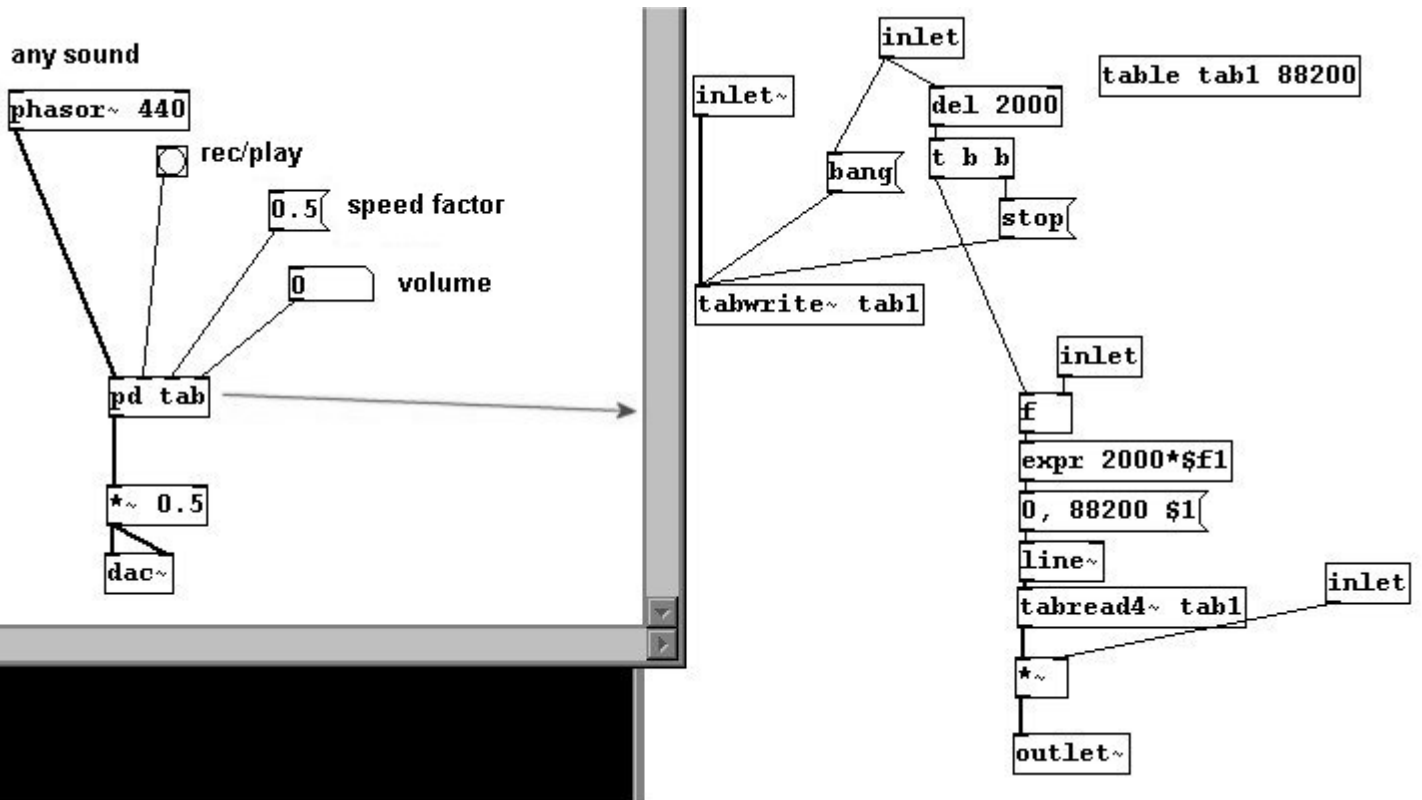 any sound
phasor~ 440
rec/play
0.5
speed factor
0
volume
pd tab
*~ 0.5
dac~
inlet
table tab1 88200
inlet~
del 2000
t b b
bang
stop
tabwrite~ tab1
inlet
f
expr 2000*$f1
0, 88200 $1
line~
inlet
tabread4~ tab1
*~
outlet~